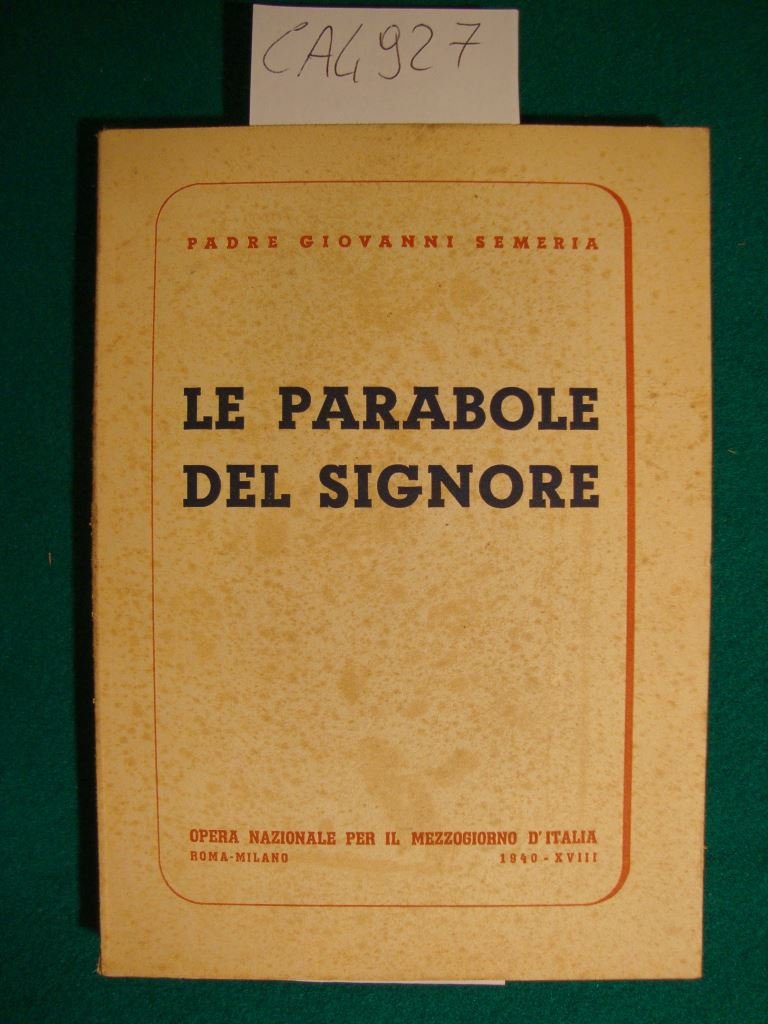 CA4927
PADRE GIOVANNI SEMERIA
LE PARABOLE
DEL SIGNORE
OPERA NAZIONALE PER IL MEZZOGIORNO D'ITALIA
ROMA-MILANO 1940-XVIII